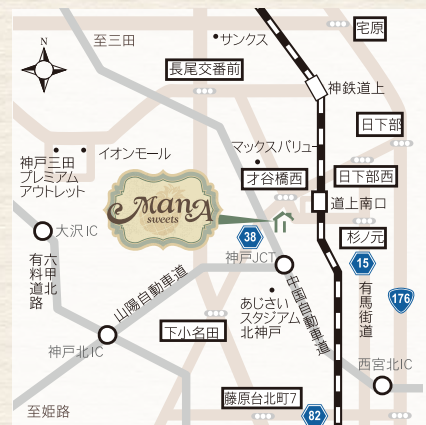 N
至三田
サンクス
宅原
長尾交番前
神鉄道上
日下部
マックスバリュー
イオンモール
神戸三田
プレミアム
アウトレット
才谷橋西
日下部西
ManA
sweets
道上南口
大沢IC
38
杉ノ元
神戸JCT
15
六甲北
有料道路
山陽自動車道
あじさい
スタジアム
北神戸
中国自動車道
有馬街道
176
下小名田
神戸北IC
西宮北IC
藤原台北町7
至姫路
82